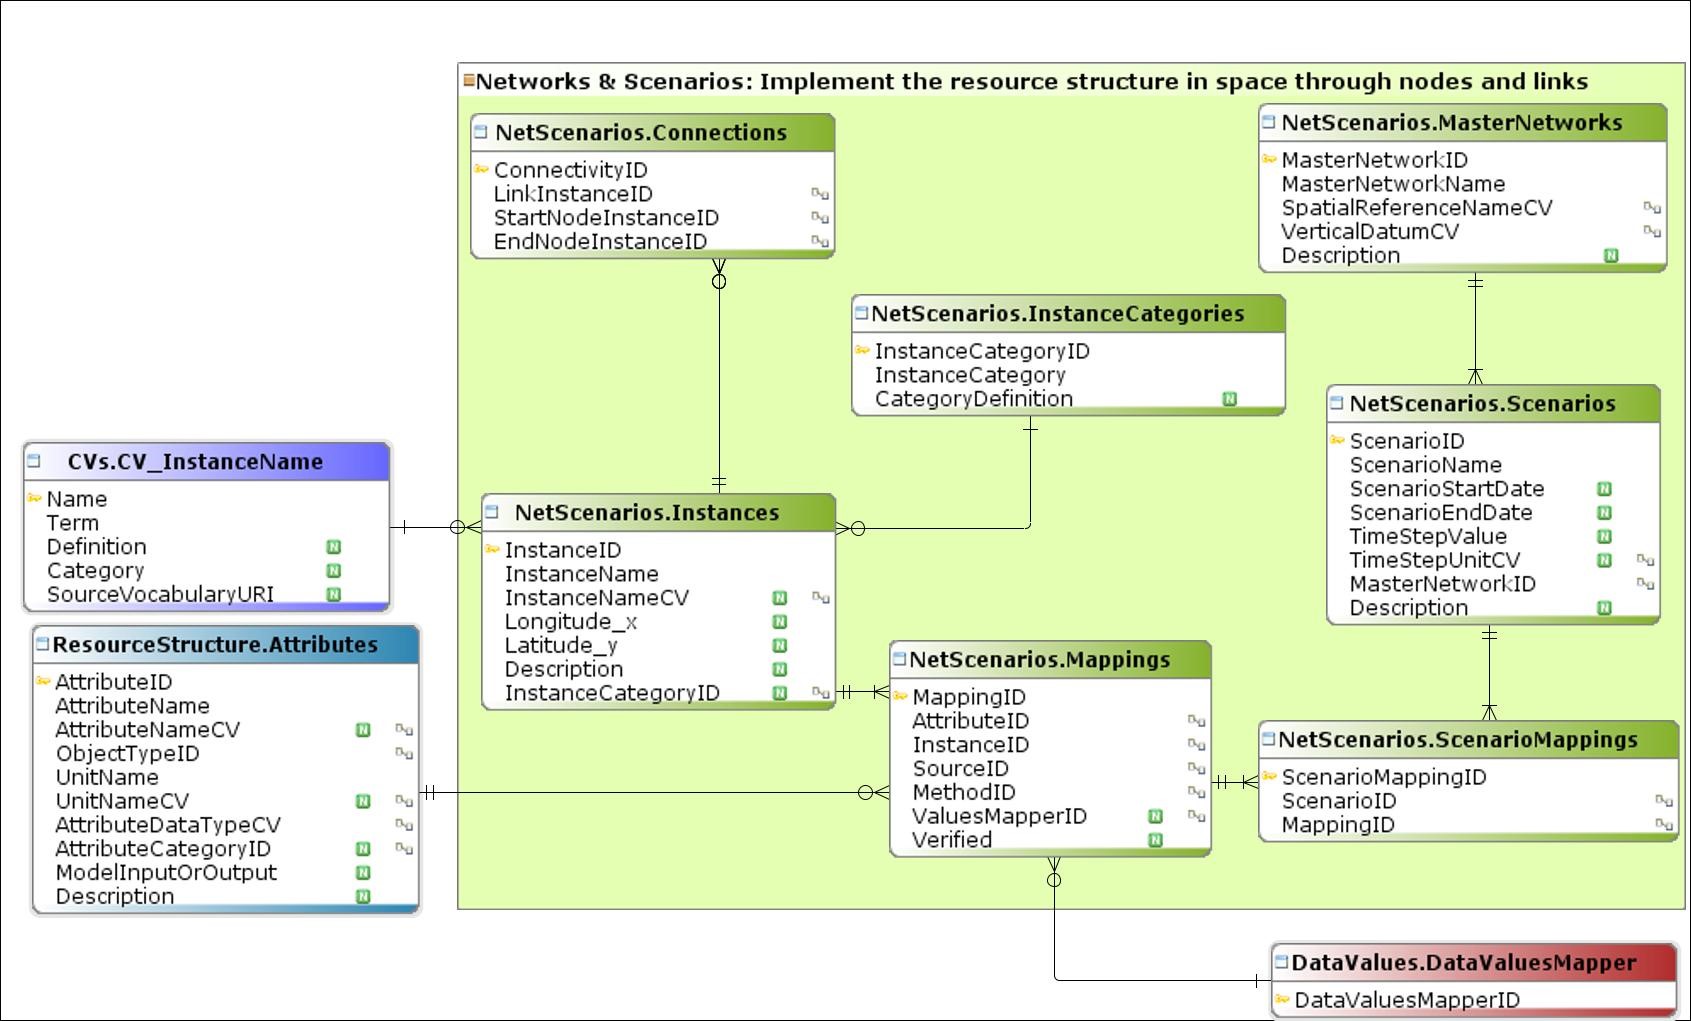 Networks & Scenarios: Implement the resource structure in space through nodes and links
NetScenarios.Connections
ConnectivityID
LinkInstanceID
StartNodeInstanceID
EndNodeInstanceID
NetScenarios.MasterNetworks
MasterNetworkID
MasterNetworkName
SpatialReferenceNameCV
VerticalDatumCV
Description N
NetScenarios.InstanceCategories
InstanceCategoryID
InstanceCategory
CategoryDefinition N
NetScenarios.Scenarios
ScenarioID
ScenarioName
ScenarioStartDate N
ScenarioEndDate N
TimeStepValue N
TimeStepUnitCV N
MasterNetworkID
Description N
CVs.CV_InstanceName
Name
Term
Definition N
Category N
SourceVocabularyURI N
NetScenarios.Instances
InstanceID
InstanceName
InstanceNameCV N
Longitude_x N
Latitude_y N
Description N
InstanceCategoryID N
ResourceStructure.Attributes
AttributeID
AttributeName
AttributeNameCV N
ObjectTypeID
UnitName
UnitNameCV N
AttributeDataTypeCV
AttributeCategoryID N
ModelInputOrOutput N
Description N
NetScenarios.Mappings
MappingID
AttributeID
InstanceID
SourceID
MethodID
ValuesMapperID N
Verified N
NetScenarios.ScenarioMappings
ScenarioMappingID
ScenarioID
MappingID
DataValues.DataValuesMapper
DataValuesMapperID